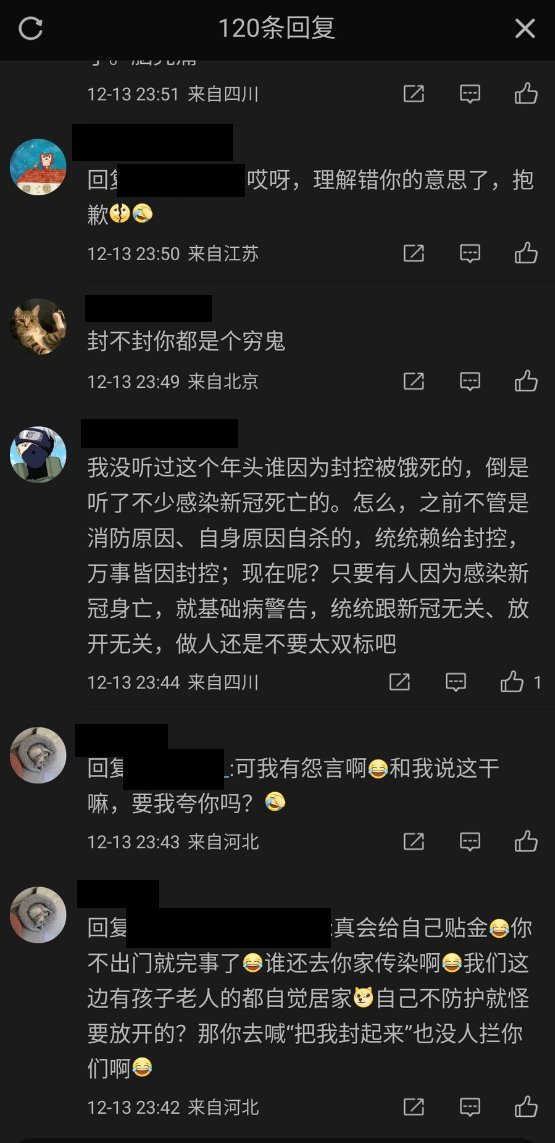 120条回复
12-13 23:51 来自四川
回复
哎呀，理解错你的意思了，抱
歉
12-13 23:50 来自江苏
封不封你都是个穷鬼
12-13 23:49 来自北京
我没听过这个年头谁因为封控被饿死的，倒是
听了不少感染新冠死亡的。怎么，之前不管是
消防原因、自身原因自杀的，统统赖给封控，
万事皆因封控；现在呢？只要有人因为感染新
冠身亡，就基础病警告，统统跟新冠无关、放
开无关，做人还是不要太双标吧
12-13 23:44 来自四川
1
回复
:可我有怨言啊😂和我说这干
嘛，要我夸你吗？🤣
12-13 23:43 来自河北
回复
:真会给自己贴金😂你
不出门就完事了😂谁还去你家传染啊😂我们这
边有孩子老人的都自觉居家自己不防护就怪
要放开的？那你去喊“把我封起来”也没人拦你
们啊😂
12-13 23:42 来自河北